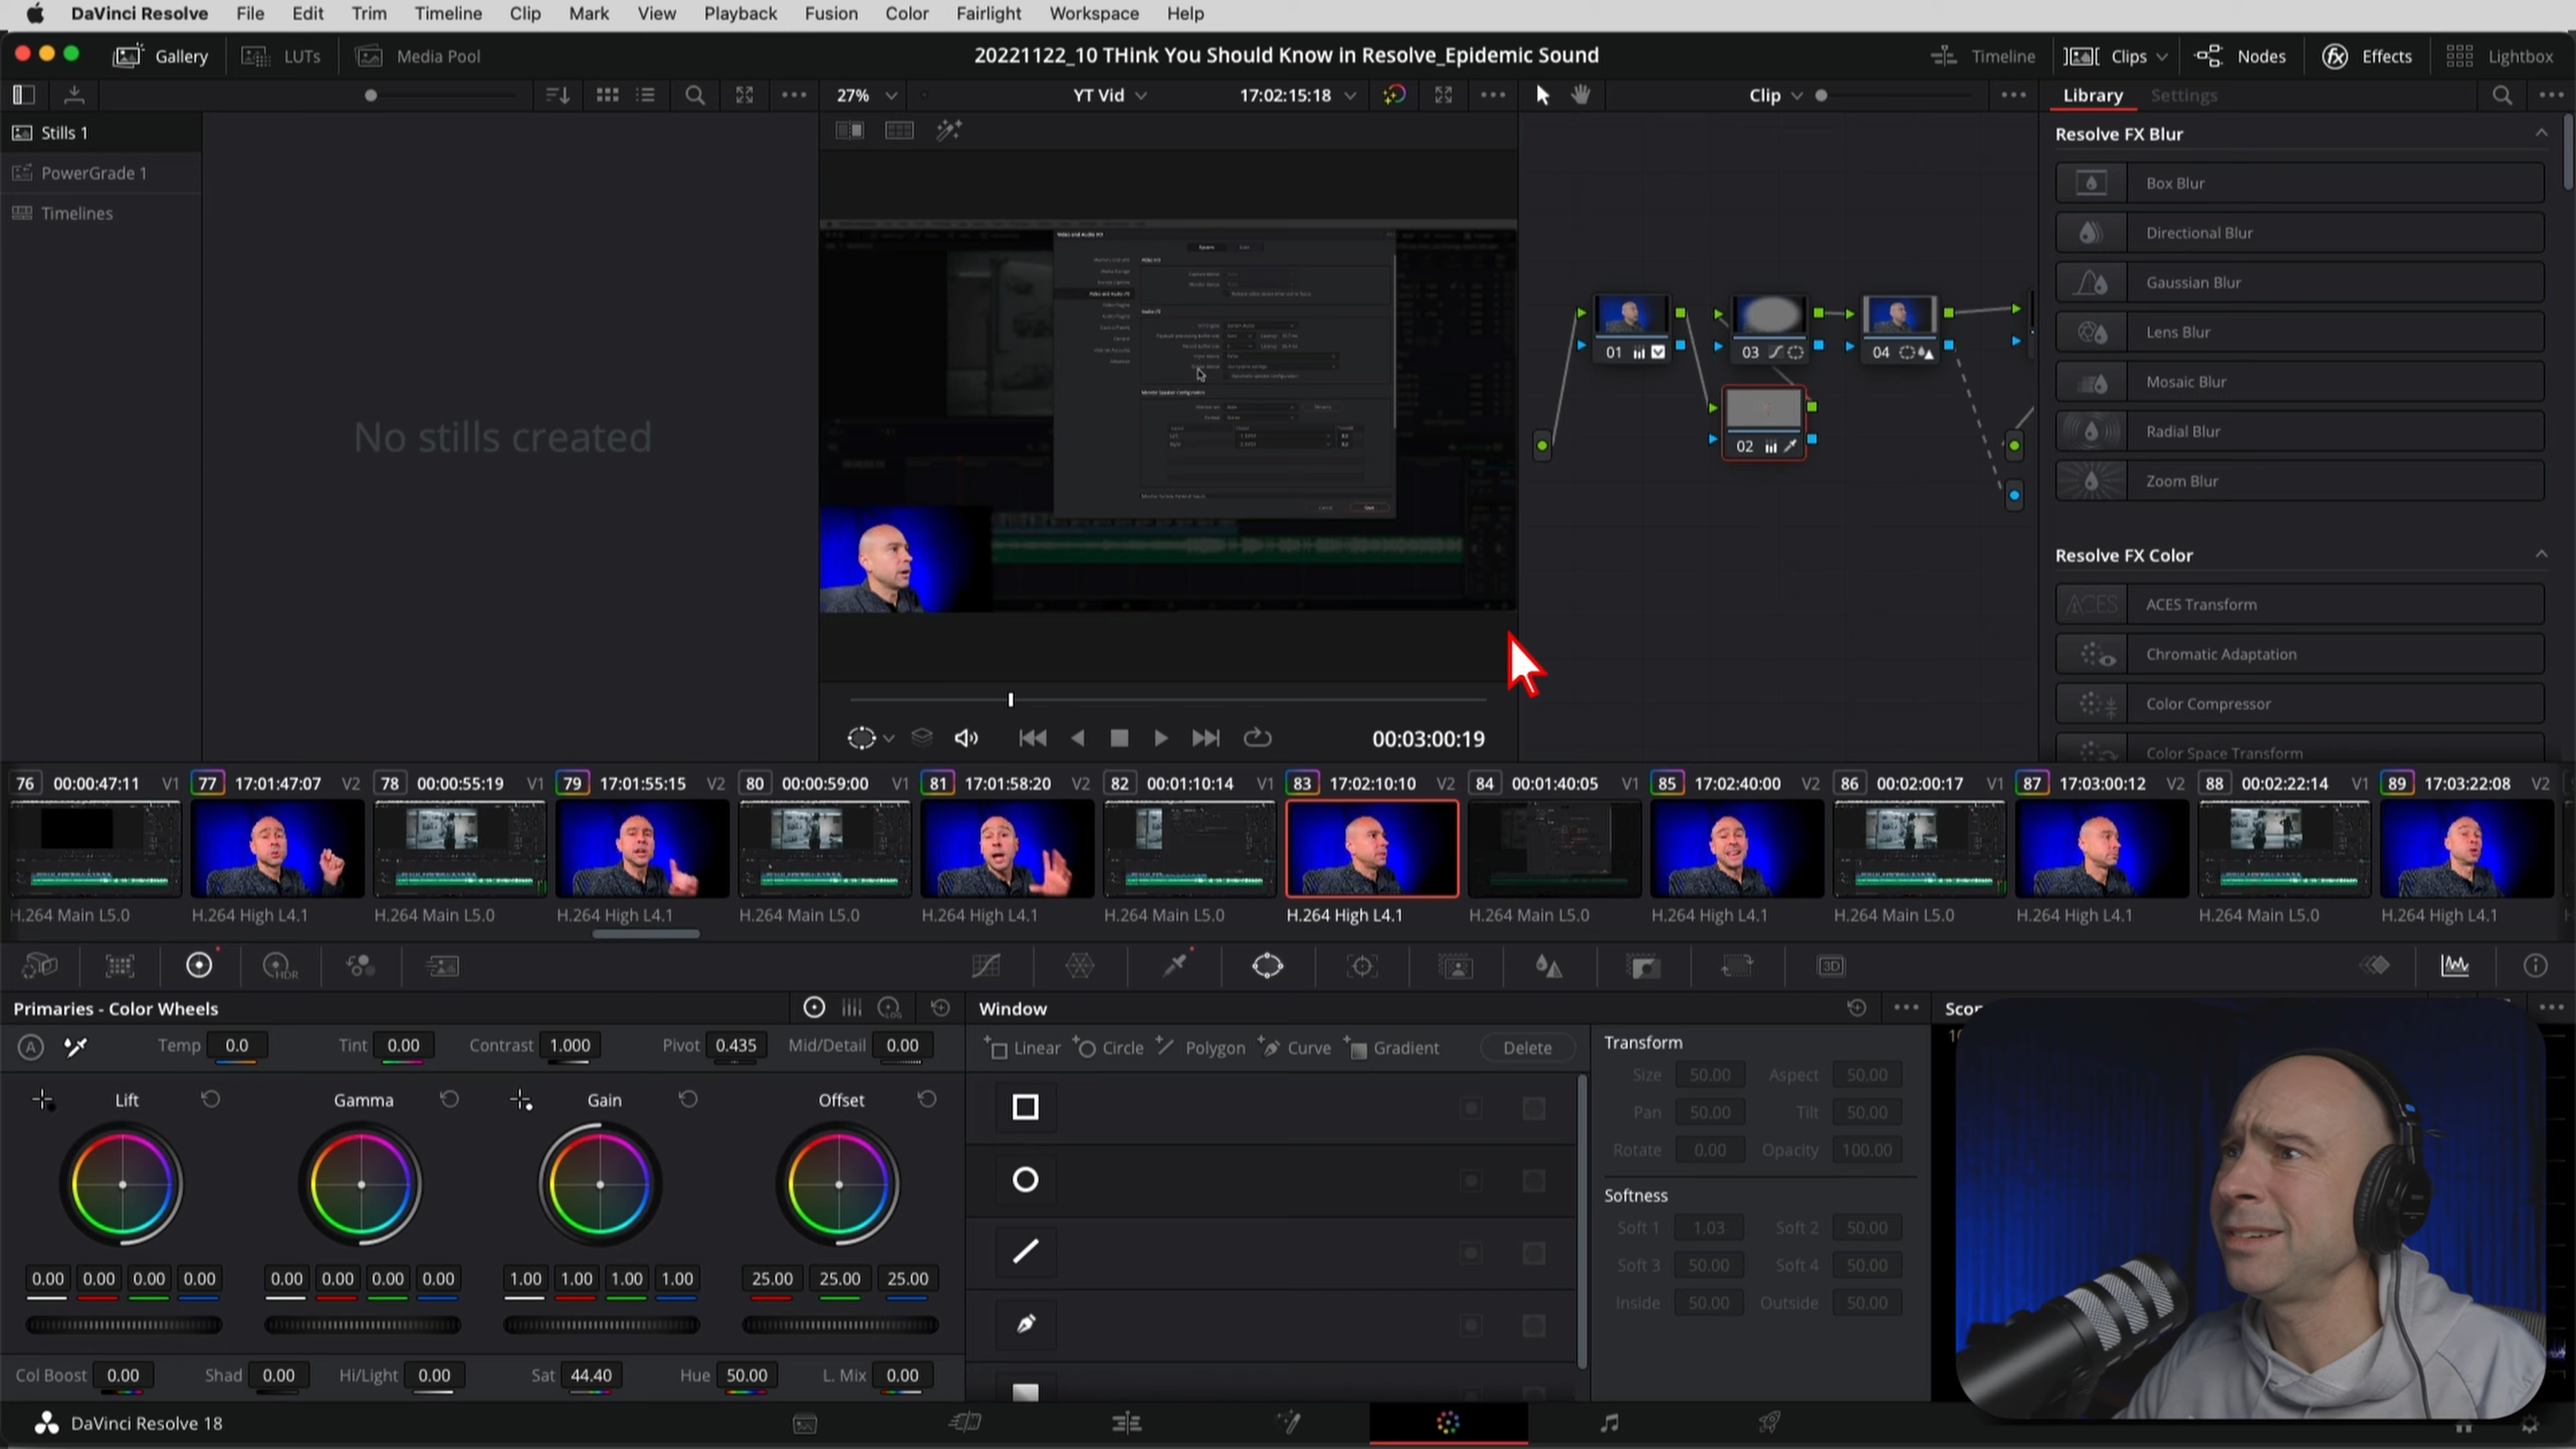 DaVinci Resolve File Edit Trim Timeline Clip Mark View Playback Fusion Color Fairlight Workspace Help
Gallery LUTs Media Pool 20221122_10 THink You Should Know in Resolve_Epidemic Sound Timeline Clips Nodes Effects Lightbox
27% YT Vid 17:02:15:18 Clip Library Settings
Stills 1
PowerGrade 1
Timelines
No stills created
Resolve FX Blur
Box Blur
Directional Blur
Gaussian Blur
Lens Blur
Mosaic Blur
Radial Blur
Zoom Blur
Resolve FX Color
ACES ACES Transform
Chromatic Adaptation
Color Compressor
Color Space Transform
01
03
04
02
00:03:00:19
76 00:00:47:11 V1 77 17:01:47:07 V2 78 00:00:55:19 V1 79 17:01:55:15 V2 80 00:00:59:00 V1 81 17:01:58:20 V2 82 00:01:10:14 V1 83 17:02:10:10 V2 84 00:01:40:05 V1 85 17:02:40:00 V2 86 00:02:00:17 V1 87 17:03:00:12 V2 88 00:02:22:14 V1 89 17:03:22:08 V2
H.264 Main L5.0 H.264 High L4.1 H.264 Main L5.0 H.264 High L4.1 H.264 Main L5.0 H.264 High L4.1 H.264 Main L5.0 H.264 High L4.1 H.264 Main L5.0 H.264 High L4.1 H.264 Main L5.0 H.264 High L4.1 H.264 Main L5.0 H.264 High L4.1
HDR 3D
Primaries - Color Wheels LOG Window
A Temp 0.0 Tint 0.00 Contrast 1.000 Pivot 0.435 Mid/Detail 0.00
Lift Gamma Gain Offset
0.00 0.00 0.00 0.00 0.00 0.00 0.00 0.00 1.00 1.00 1.00 1.00 25.00 25.00 25.00
Col Boost 0.00 Shad 0.00 Hi/Light 0.00 Sat 44.40 Hue 50.00 L. Mix 0.00
Linear Circle Polygon Curve Gradient Delete
Transform
Size 50.00 Aspect 50.00
Pan 50.00 Tilt 50.00
Rotate 0.00 Opacity 100.00
Softness
Soft 1 1.03 Soft 2 50.00
Soft 3 50.00 Soft 4 50.00
Inside 50.00 Outside 50.00
DaVinci Resolve 18